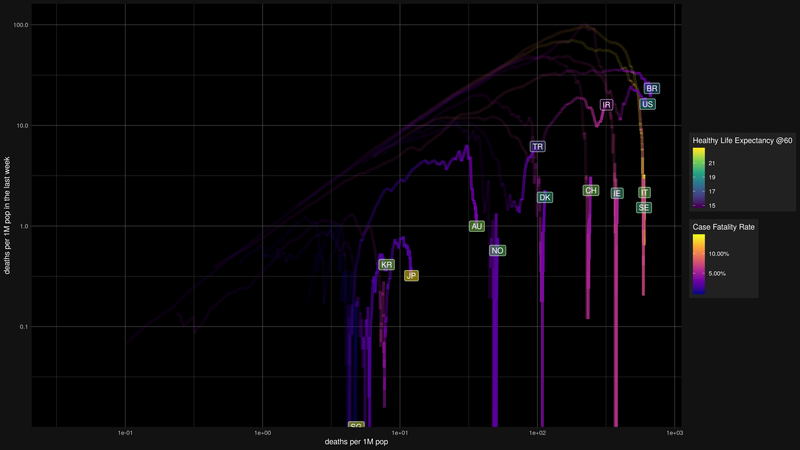 100.0
10.0
1.0
0.1
deaths per 1M pop in the last week
1e-01
1e+00
1e+01
1e+02
1e+03
deaths per 1M pop
BR
US
IR
TR
DK
CH
IE
IT
SE
AU
NO
KR
JP
SG
Healthy Life Expectancy @60
21
19
17
15
Case Fatality Rate
10.00%
5.00%